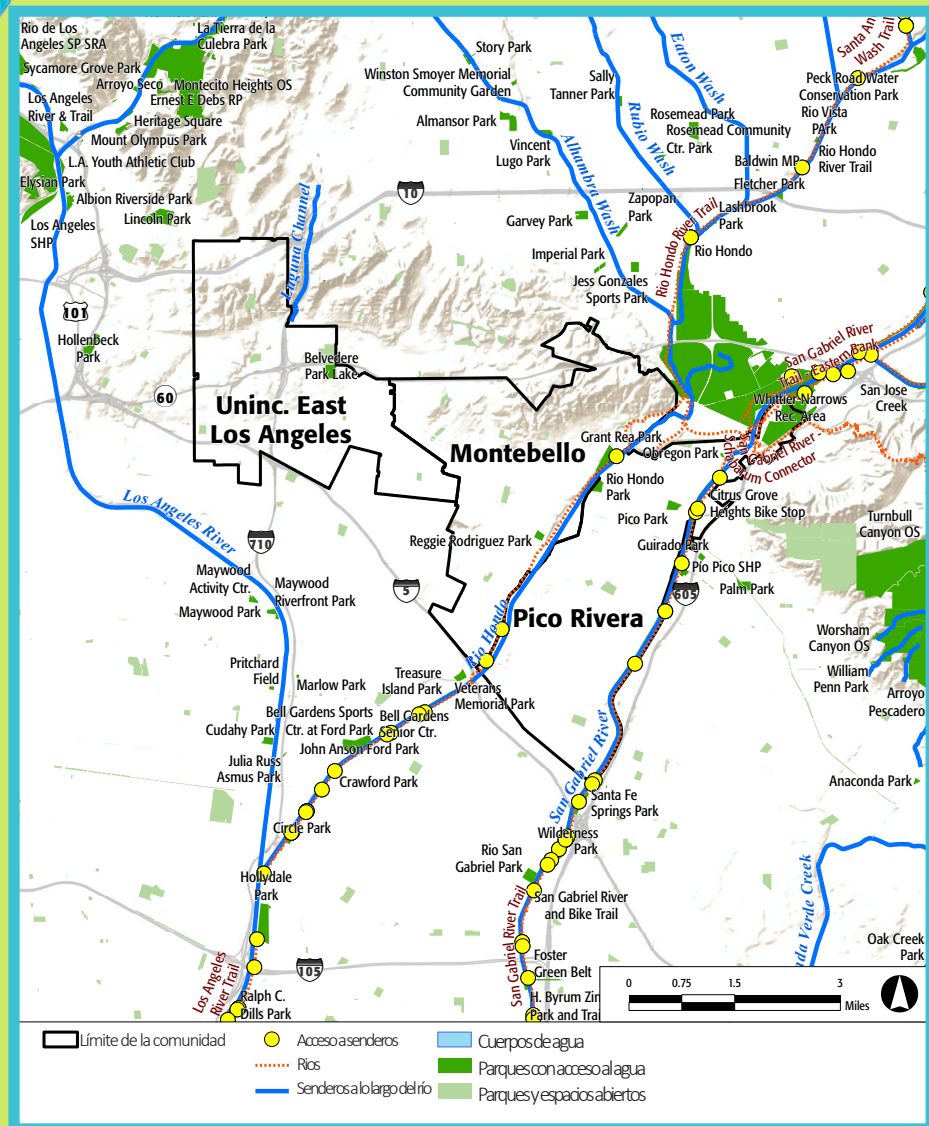 Rio de Los
Angeles SP SRA
La Tierra de la
Culebra Park
Sycamore Grove Park
Arroyo Seco
Montecito Heights OS
Ernest E Debs RP
Los Angeles
River & Trail
Heritage Square
Mount Olympus Park
L.A. Youth Athletic Club
Elysian Park
Albion Riverside Park
Lincoln Park
Los Angeles
SHP
Story Park
Winston Smoyer Memorial
Community Garden
Almansor Park
Vincent
Lugo Park
Sally
Tanner Park
Eaton Wash
Rubio Wash
Alhambra Wash
Rosemead Park
Rosemead Community
Ctr. Park
Santa An
Wash Trail
Peck Road Water
Conservation Park
Rio Vista
PArk
Rio Hondo
River Trail
Baldwin MP
Fletcher Park
Lashbrook
Park
Zapopan
Park
Garvey Park
Imperial Park
Jess Gonzales
Sports Park
Rio Hondo River Trail
Rio Hondo
10
Laguna Channel
101
Hollenbeck
Park
60
Belvedere
Park Lake
Uninc. East
Los Angeles
Montebello
San Gabriel River
Trail - Eastern Bank
Whittier Narrows
Rec. Area
San Jose
Creek
Grant Rea Park
Obregon Park
San Gabriel River -
Schabarum Connector
Rio Hondo
Park
Citrus Grove
Heights Bike Stop
Pico Park
Turnbull
Canyon OS
Los Angeles River
710
Reggie Rodriguez Park
Guirado Park
Pio Pico SHP
Palm Park
605
5
Maywood
Activity Ctr.
Maywood
Riverfront Park
Maywood Park
Rio Hondo
Pico Rivera
Worsham
Canyon OS
William
Penn Park
Arroyo
Pescadero
Pritchard
Field
Marlow Park
Treasure
Island Park
Veterans
Memorial Park
Bell Gardens Sports
Ctr. at Ford Park
Bell Gardens
Senior Ctr.
Cudahy Park
John Anson Ford Park
Julia Russ
Asmus Park
Crawford Park
San Gabriel River
Anaconda Park
Santa Fe
Springs Park
Circle Park
Wilderness
Park
Rio San
Gabriel Park
Hollydale
Park
San Gabriel River
and Bike Trail
San Gabriel River Trail
ada Verde Creek
Oak Creek
Park
Los Angeles
River Trail
105
Foster
Green Belt
Ralph C.
Dills Park
H. Byrum Zin
Park and Trai
0 0.75 1.5 3
Miles
Límite de la comunidad
Acceso a senderos
Cuerpos de agua
Rios
Parques con acceso al agua
Senderos a lo largo del río
Parques y espacios abiertos